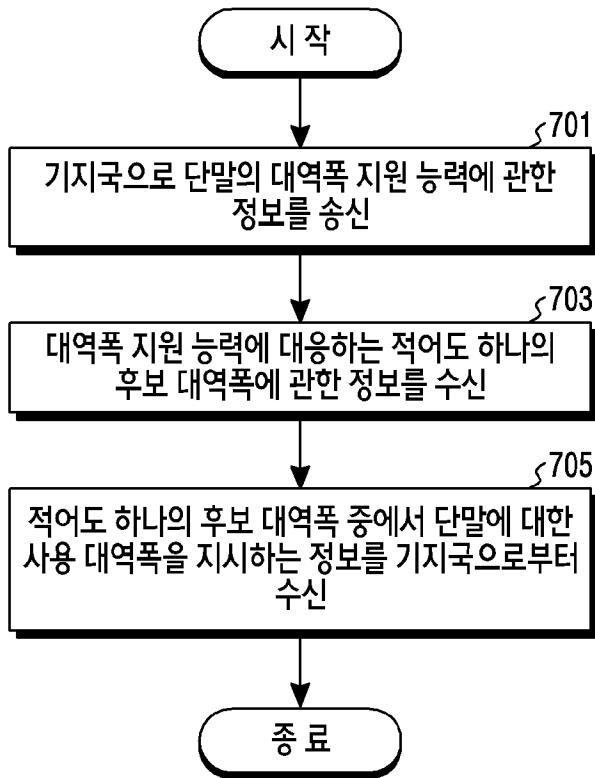 시 작
701
기지국으로 단말의 대역폭 지원 능력에 관한
정보를 송신
703
대역폭 지원 능력에 대응하는 적어도 하나의
후보 대역폭에 관한 정보를 수신
705
적어도 하나의 후보 대역폭 중에서 단말에 대한
사용 대역폭을 지시하는 정보를 기지국으로부터
수신
종 료